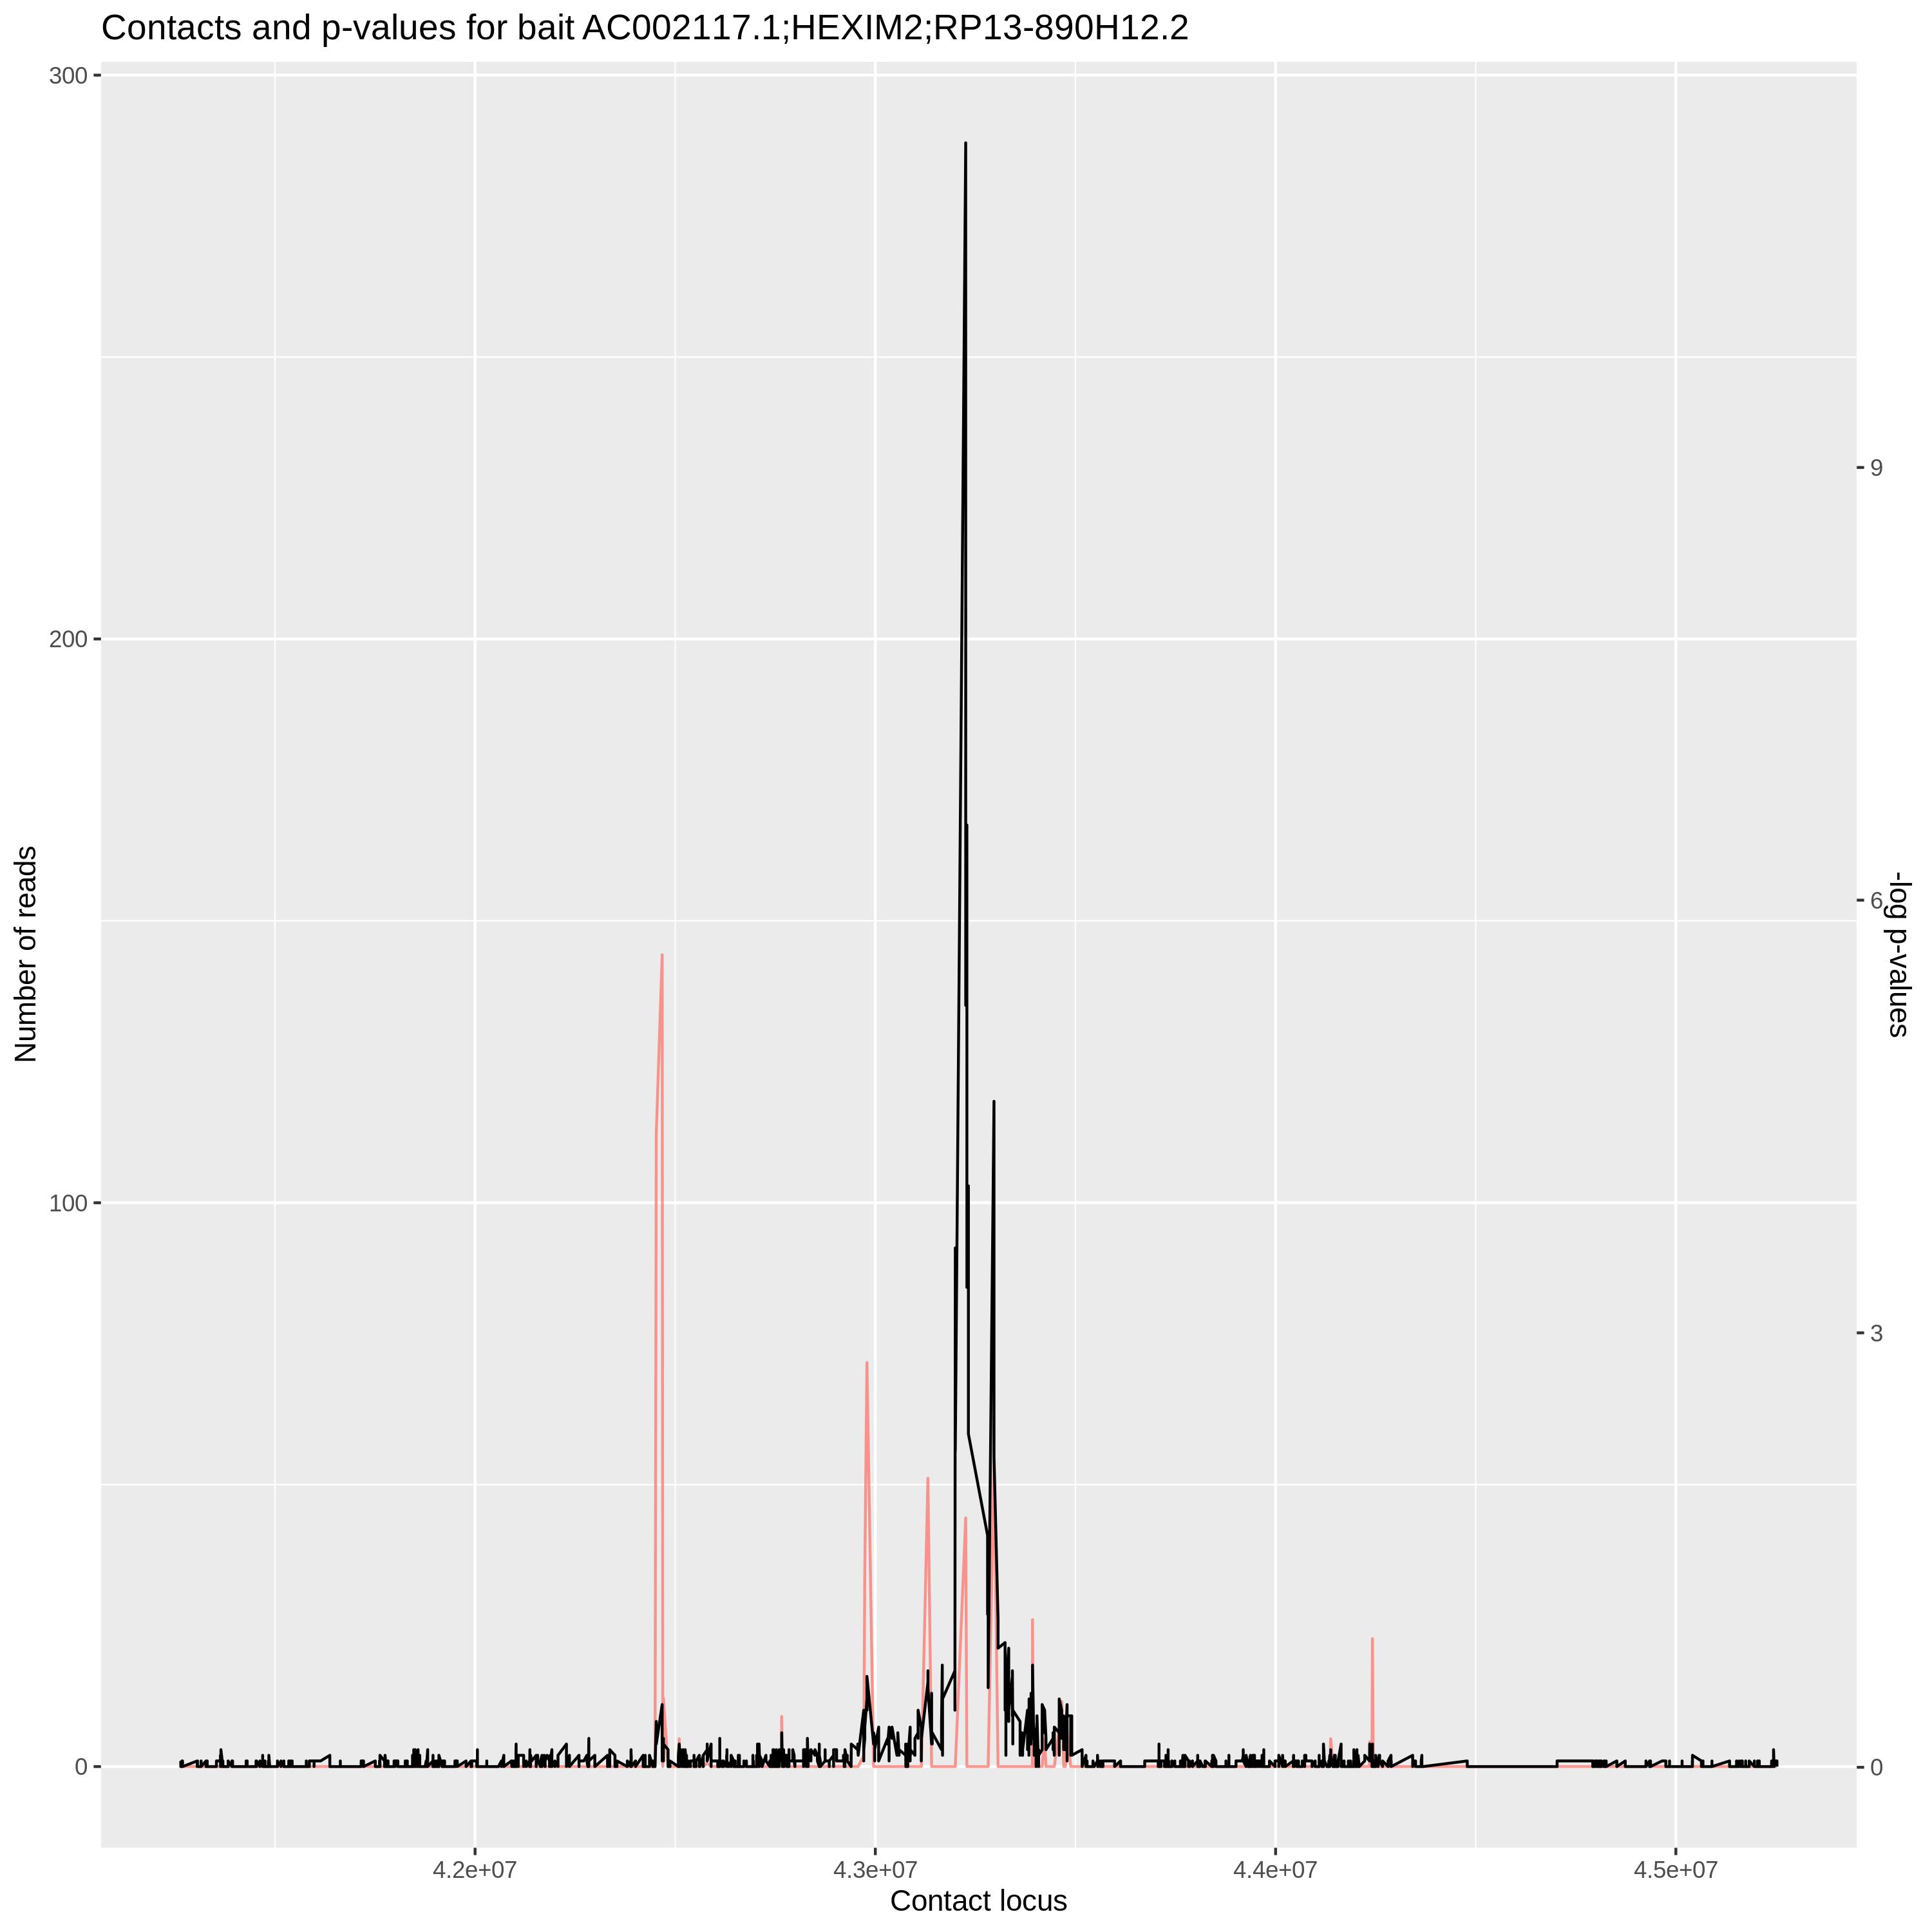 Contacts and p-values for bait AC002117.1;HEXIM2;RP13-890H12.2
300
200
100
0
Number of reads
9
6
3
0
-log p-values
4.2e+07
4.3e+07
4.4e+07
4.5e+07
Contact locus